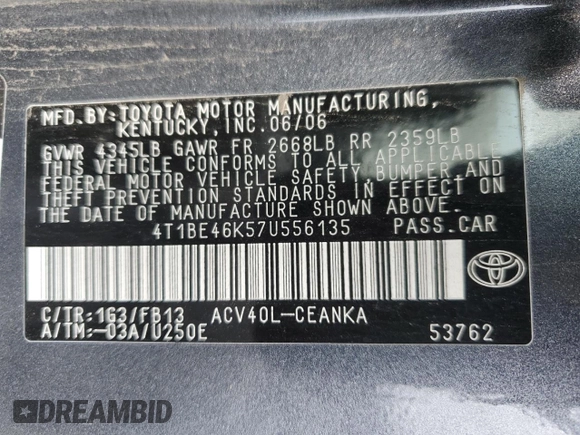 MFD.BY:TOYOTA MOTOR MANUFACTURING,
KENTUCKY, INC.06/06
GVWR 4345LB GAWR FR 2668LB RR 2359LB
THIS VEHICLE CONFORMS TO ALL APPLICABLE
FEDERAL MOTOR VEHICLE SAFETY, BUMPER, AND
THEFT PREVENTION STANDARDS IN EFFECT ON
THE DATE OF MANUFACTURE SHOWN ABOVE.
4T1BE46K57U556135 PASS.CAR
C/TR:1G3/FB13 ACV40L-CEANKA
A/TM:-03A/U250E 53762
DREAMBID